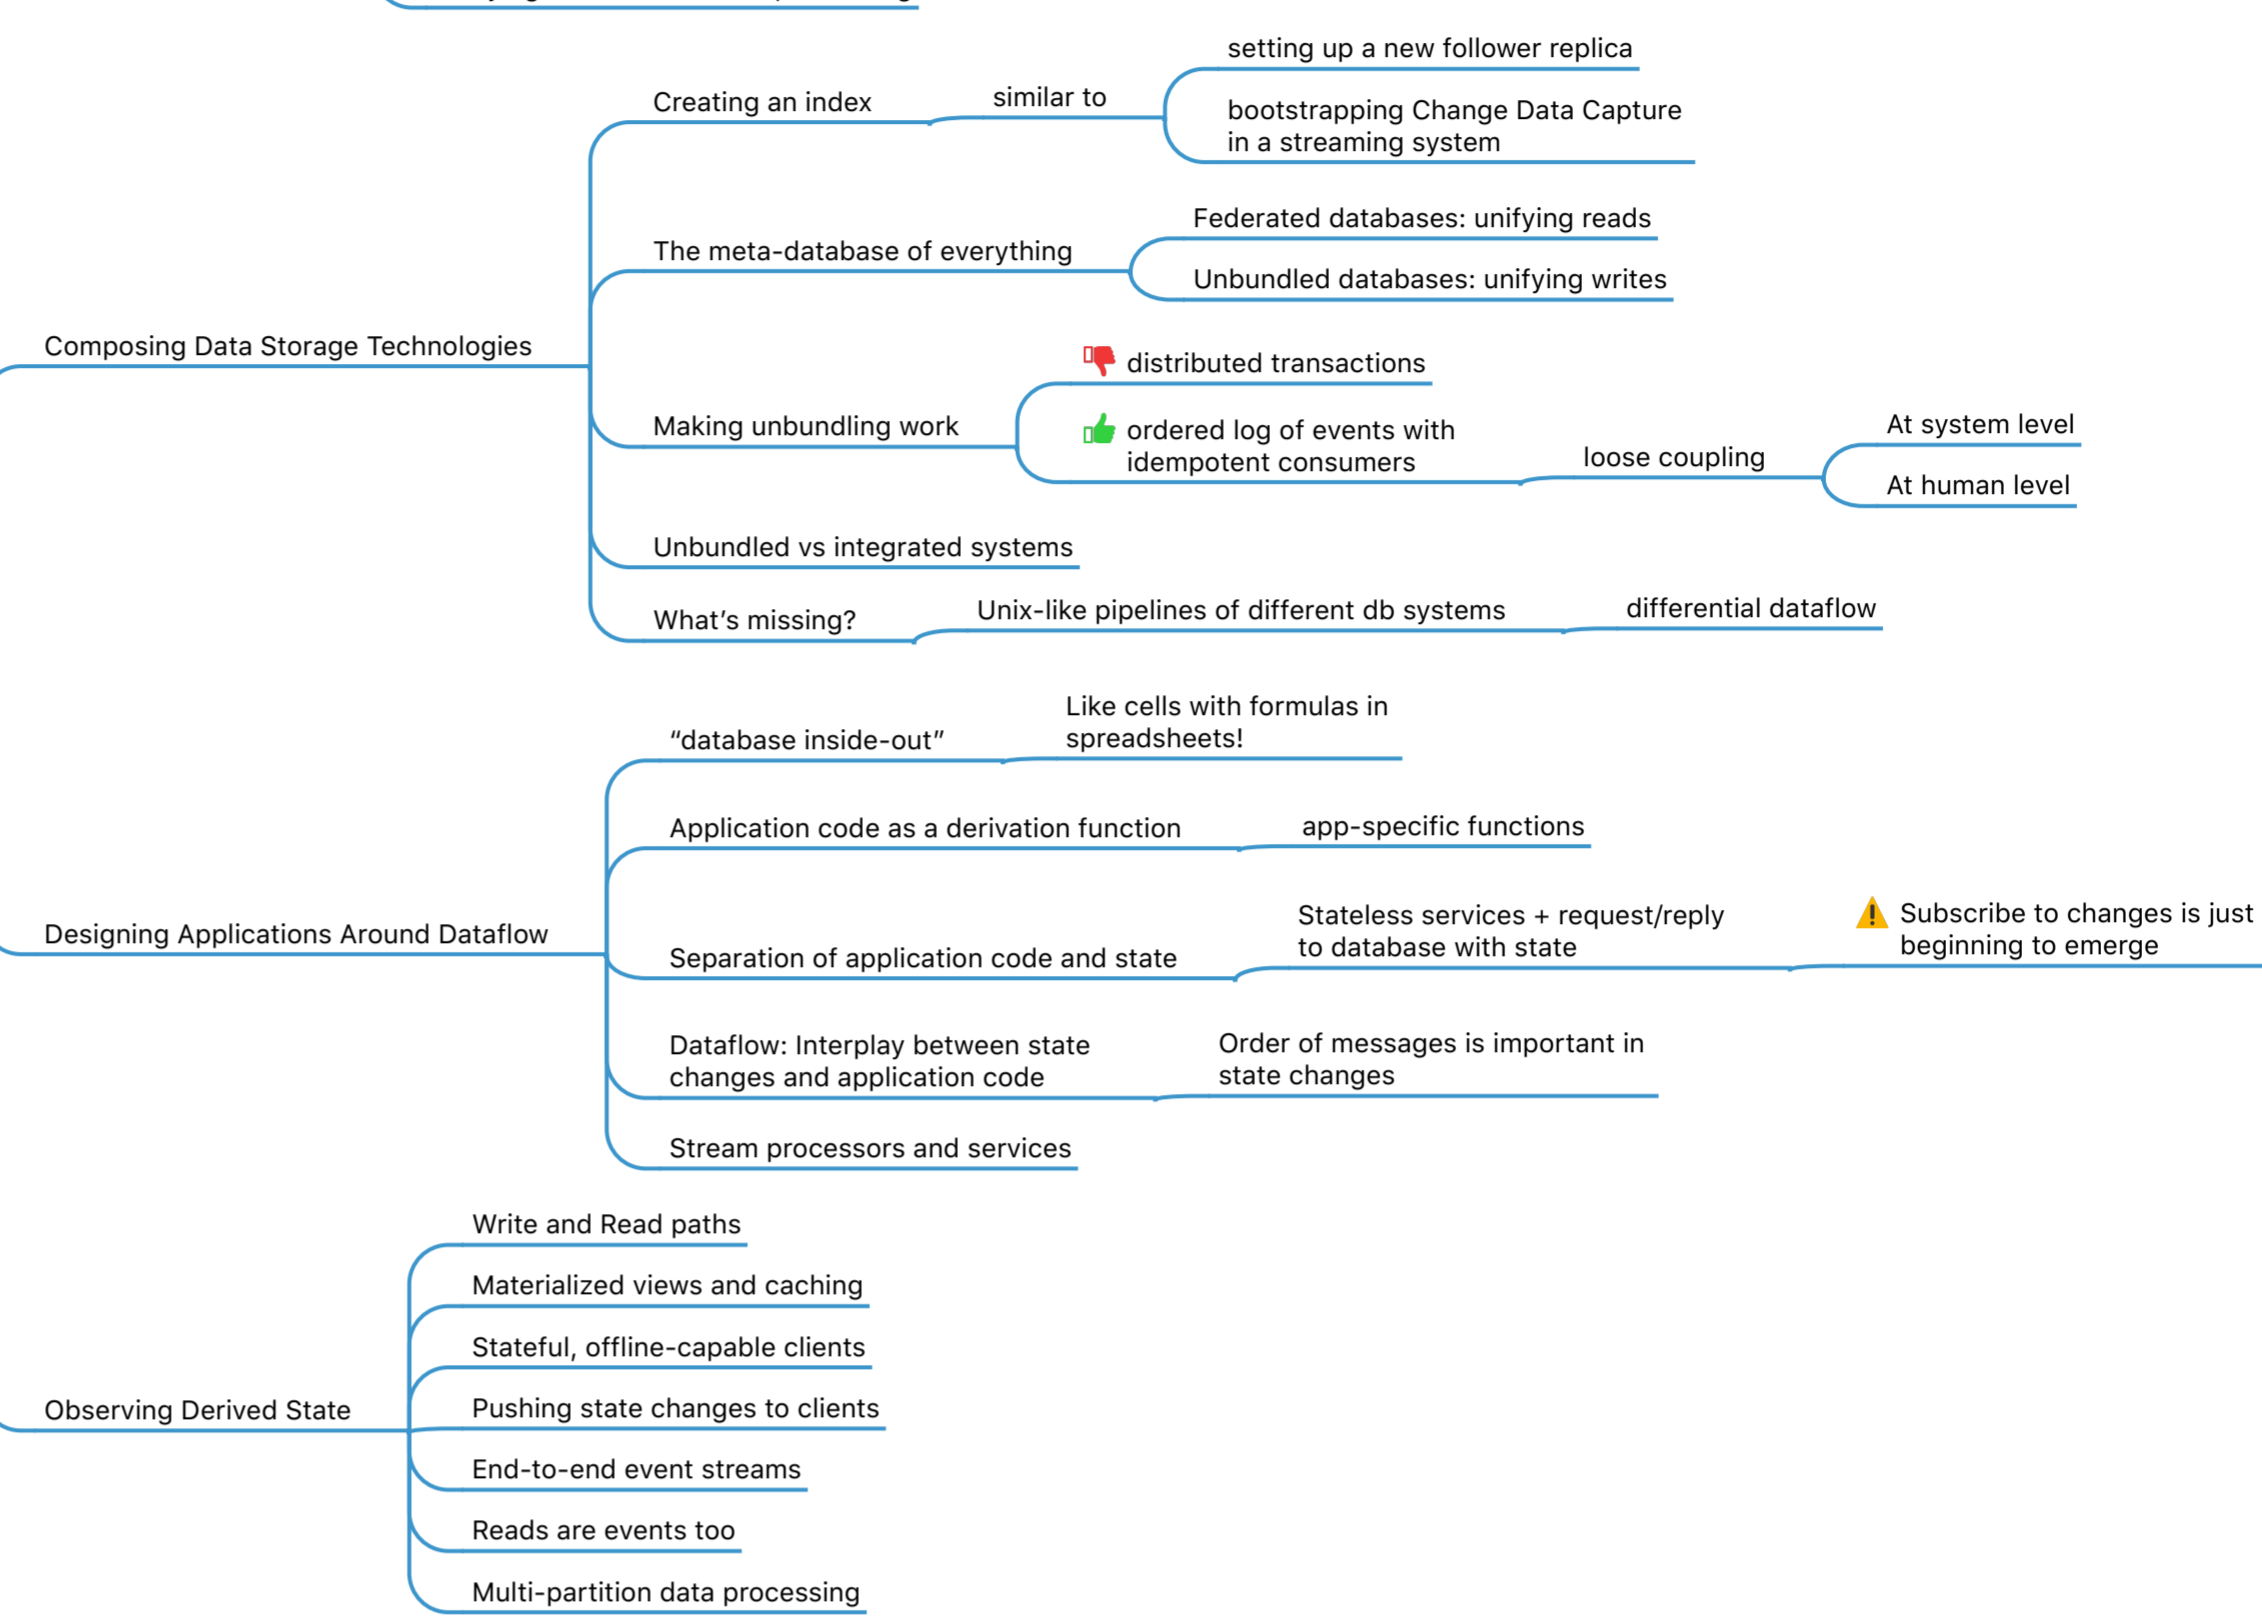 setting up a new follower replica
Creating an index
similar to
bootstrapping Change Data Capture
in a streaming system
Federated databases: unifying reads
The meta-database of everything
Unbundled databases: unifying writes
Composing Data Storage Technologies
distributed transactions
Making unbundling work
ordered log of events with
idempotent consumers
loose coupling
At system level
At human level
Unbundled vs integrated systems
What’s missing?
Unix-like pipelines of different db systems
differential dataflow
“database inside-out”
Like cells with formulas in
spreadsheets!
Application code as a derivation function
app-specific functions
Designing Applications Around Dataflow
Separation of application code and state
Stateless services + request/reply
to database with state
Subscribe to changes is just
beginning to emerge
Dataflow: Interplay between state
changes and application code
Order of messages is important in
state changes
Stream processors and services
Write and Read paths
Materialized views and caching
Stateful, offline-capable clients
Observing Derived State
Pushing state changes to clients
End-to-end event streams
Reads are events too
Multi-partition data processing